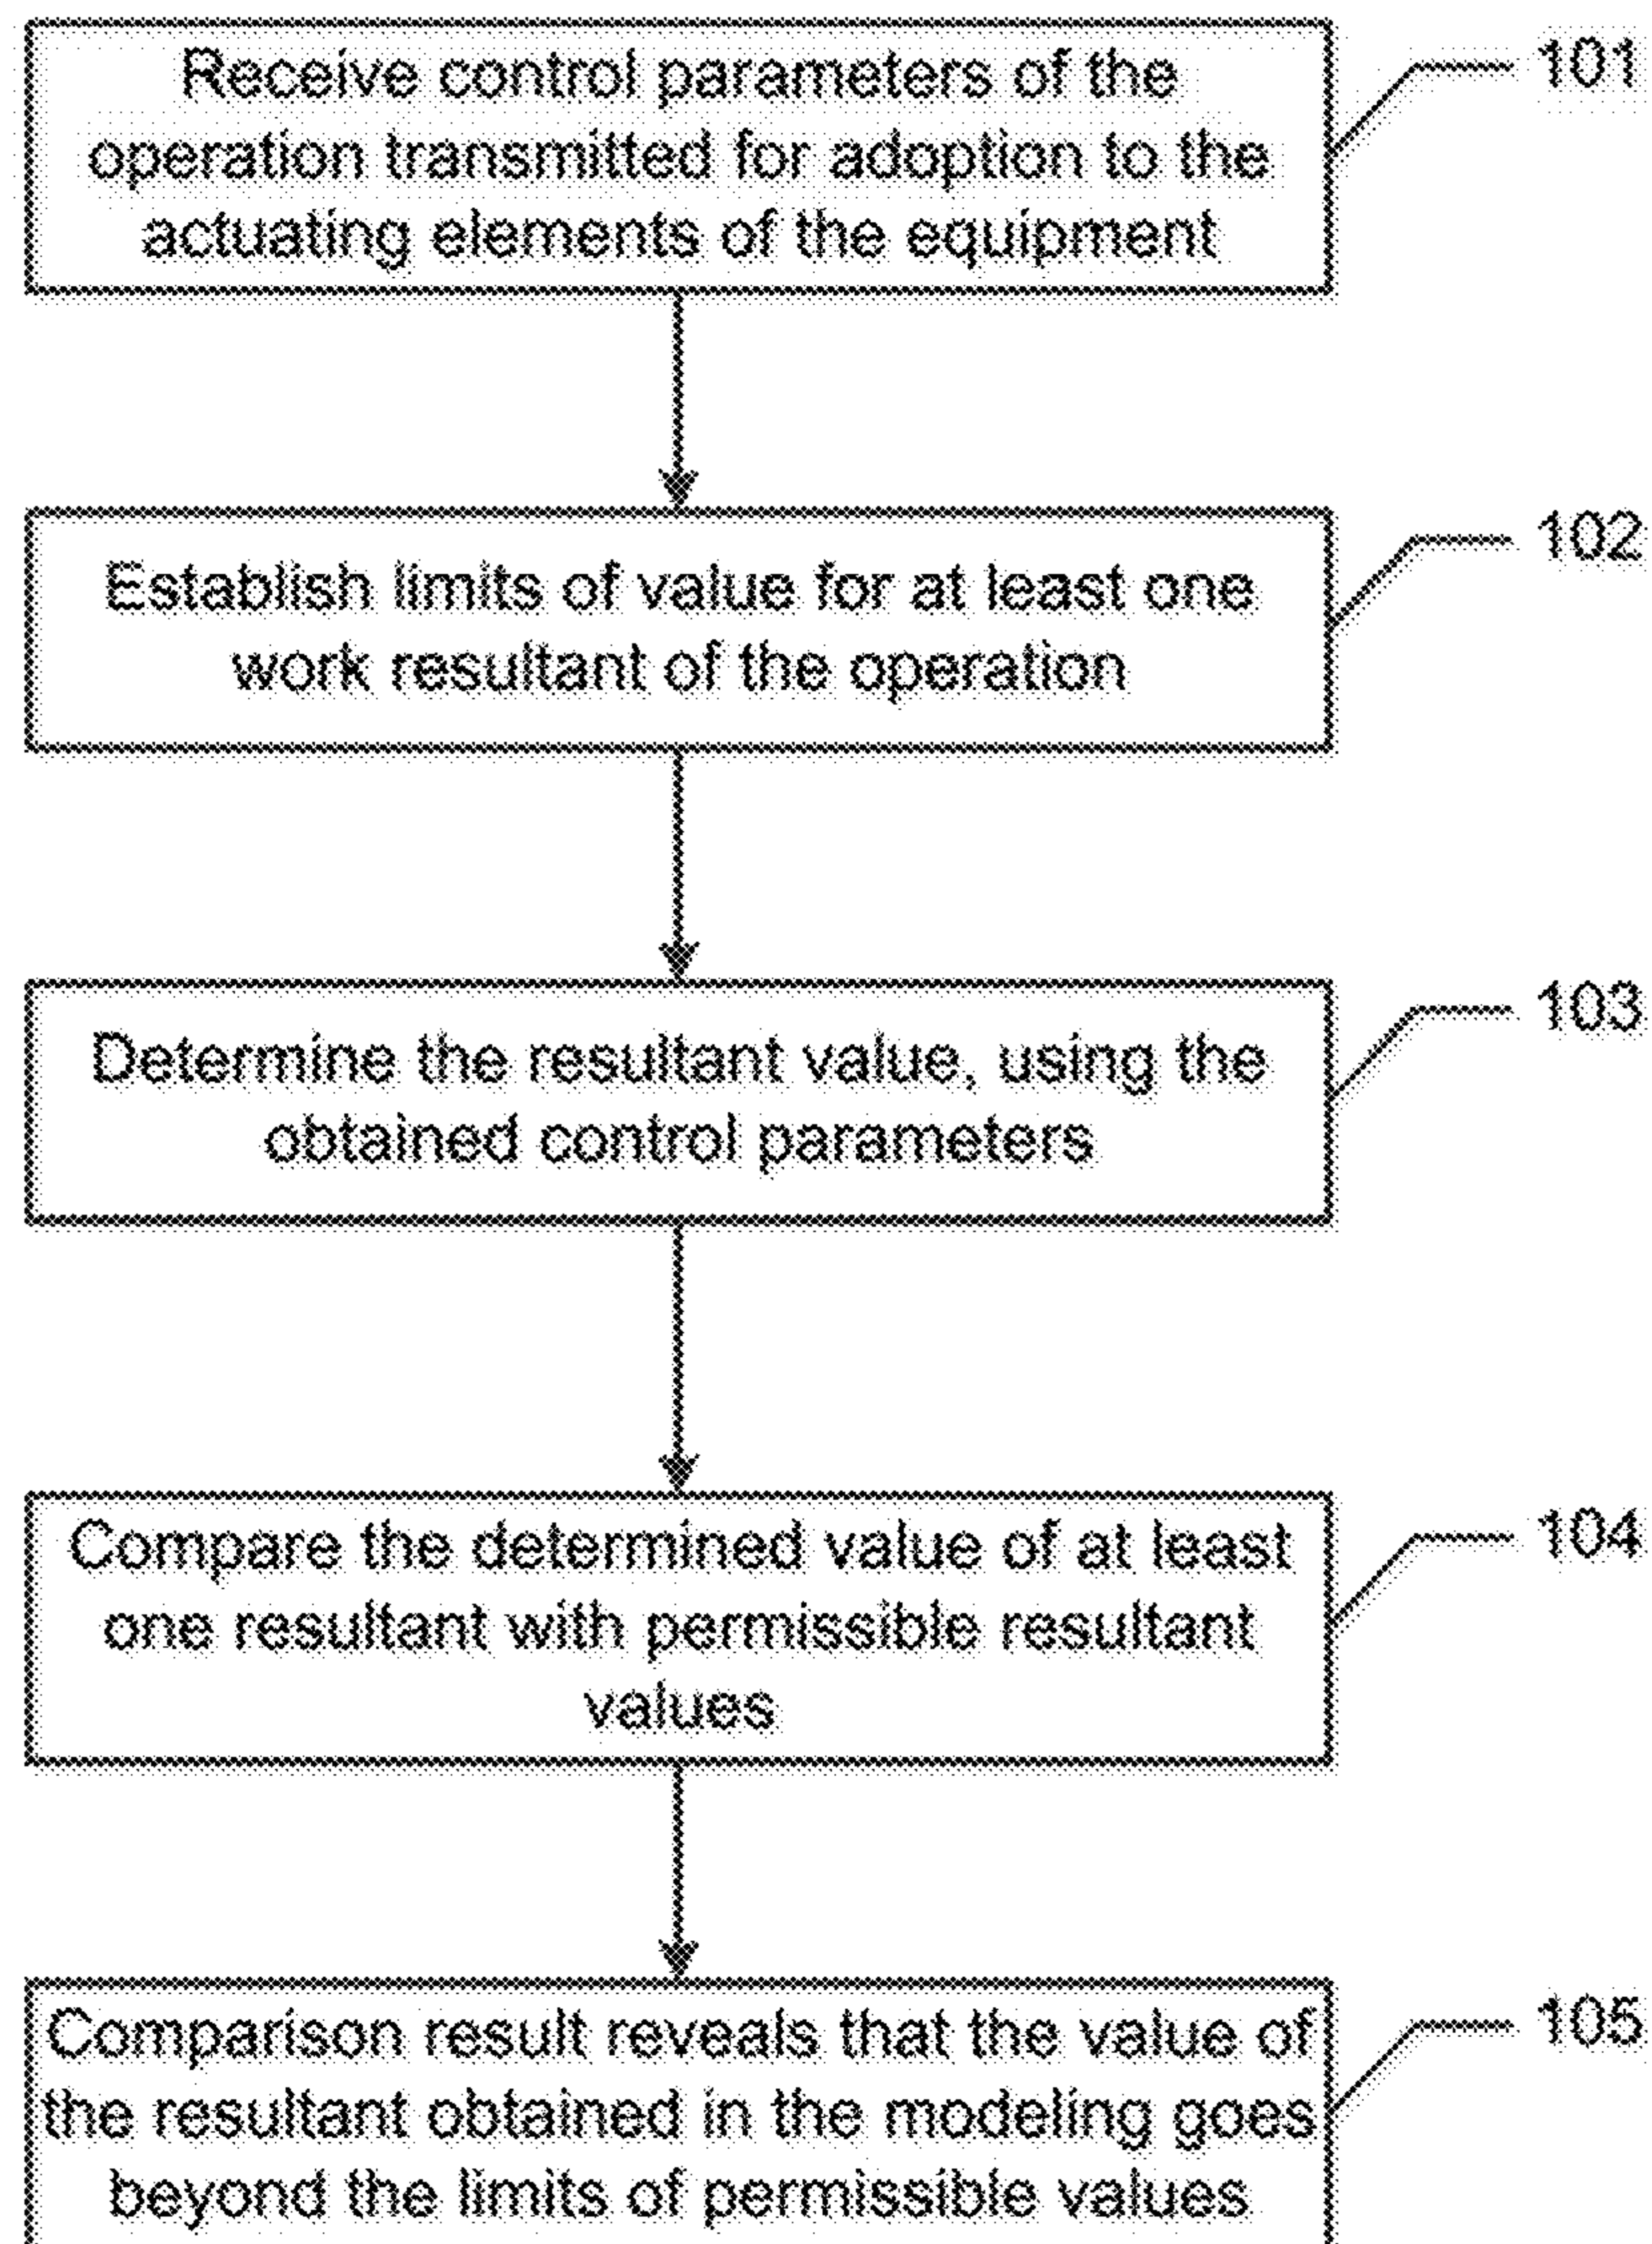 Receive control parameters of the
operation transmitted for adoption to the
actuating elements of the equipment
101
Establish limits of value for at least one
work resultant of the operation
102
Determine the resultant value, using the
obtained control parameters
103
Compare the determined value of at least
one resultant with permissible resultant
values
104
Comparison result reveals that the value of
the resultant obtained in the modeling goes
beyond the limits of permissible values
105